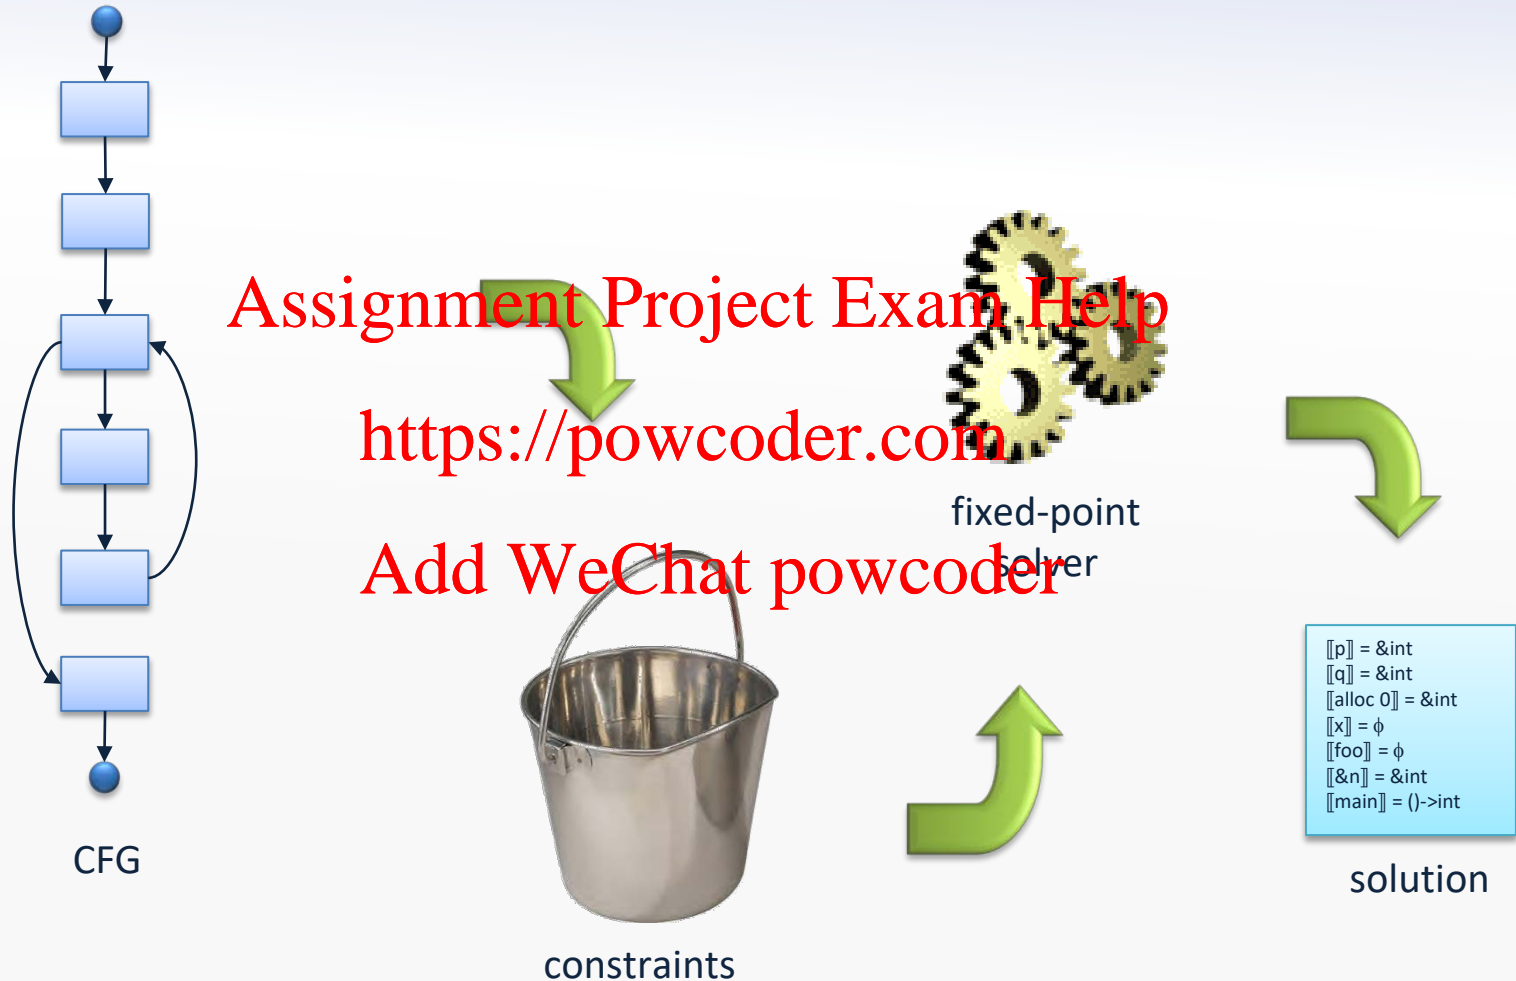 Assignment Project Exam Help
https://powcoder.com
fixed-point
solver
Add WeChat powcoder
⟦p⟧ = &int
⟦q⟧ = &int
⟦alloc 0⟧ = &int
⟦x⟧ = ϕ
⟦foo⟧ = ϕ
⟦&n⟧ = &int
⟦main⟧ = ()->int
CFG
solution
constraints